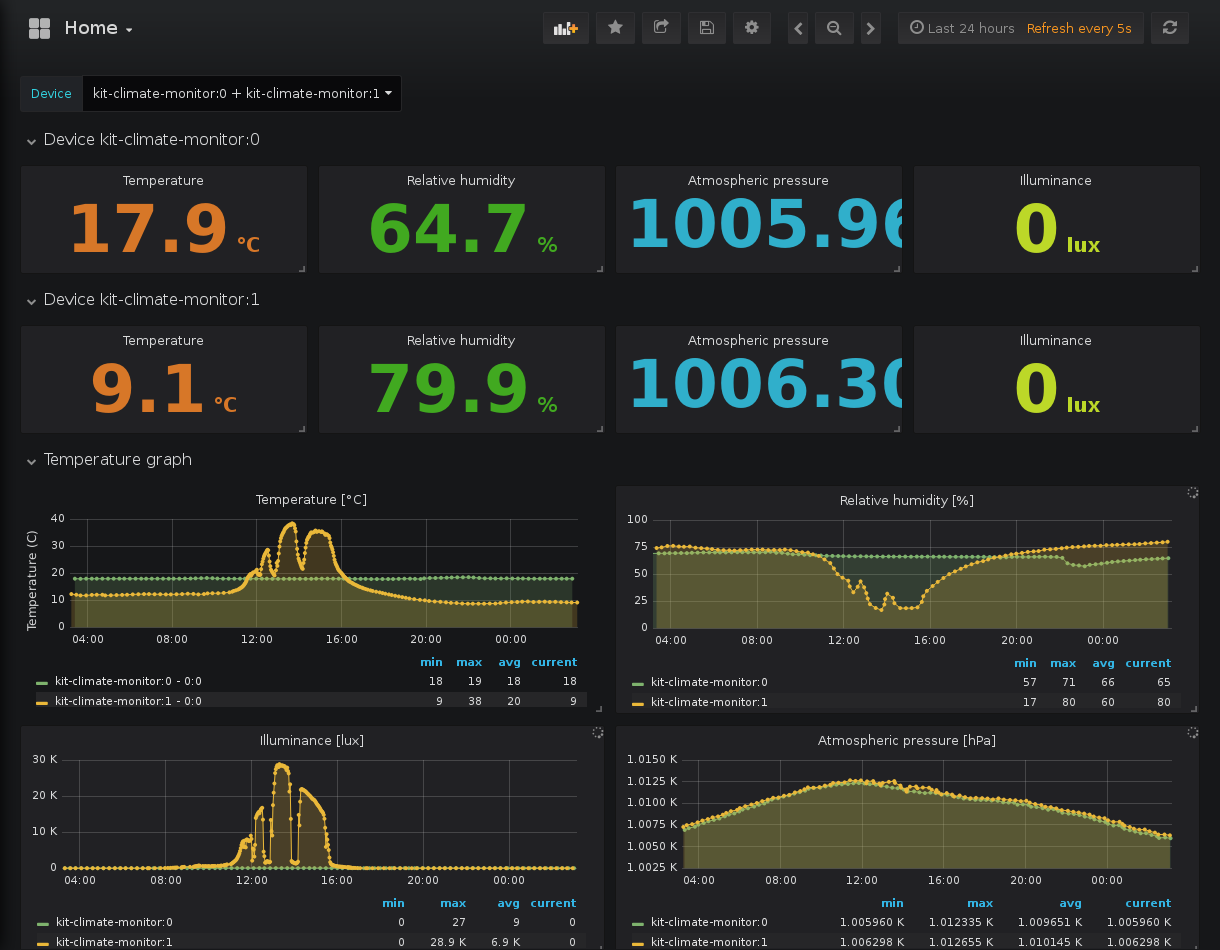 Home
Last 24 hours Refresh every 5s
Device kit-climate-monitor:0 + kit-climate-monitor:1
Device kit-climate-monitor:0
Temperature Relative humidity Atmospheric pressure Illuminance
17.9 °C 64.7 % 1005.96 0 lux
Device kit-climate-monitor:1
Temperature Relative humidity Atmospheric pressure Illuminance
9.1 °C 79.9 % 1006.30 0 lux
Temperature graph
Temperature [°C]
Temperature (C)
40
30
20
10
0
04:00 08:00 12:00 16:00 20:00 00:00
min max avg current
kit-climate-monitor:0 - 0:0 18 19 18 18
kit-climate-monitor:1 - 0:0 9 38 20 9
Relative humidity [%]
100
75
50
25
0
04:00 08:00 12:00 16:00 20:00 00:00
min max avg current
kit-climate-monitor:0 57 71 66 65
kit-climate-monitor:1 17 80 60 80
Illuminance [lux]
30 K
20 K
10 K
0
04:00 08:00 12:00 16:00 20:00 00:00
min max avg current
kit-climate-monitor:0 0 27 9 0
kit-climate-monitor:1 0 28.9 K 6.9 K 0
Atmospheric pressure [hPa]
1.0150 K
1.0125 K
1.0100 K
1.0075 K
1.0050 K
1.0025 K
04:00 08:00 12:00 16:00 20:00 00:00
min max avg current
kit-climate-monitor:0 1.005960 K 1.012335 K 1.009651 K 1.005960 K
kit-climate-monitor:1 1.006298 K 1.012655 K 1.010145 K 1.006298 K